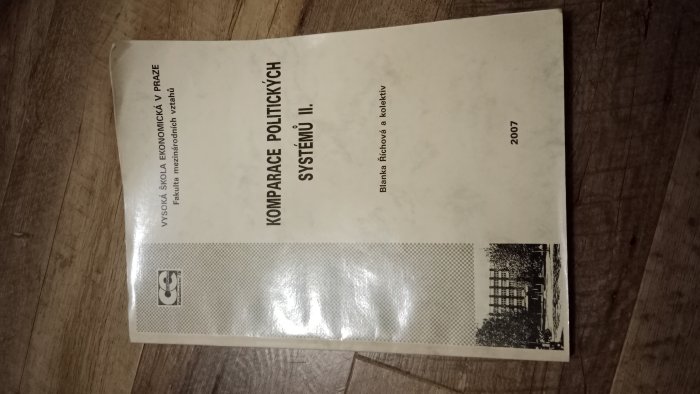 VYSOKÁ ŠKOLA EKONOMICKÁ V PRAZE
Fakulta mezinárodních vztahů
KOMPARACE POLITICKÝCH
SYSTÉMŮ II.
Blanka Říchová a kolektiv
2007